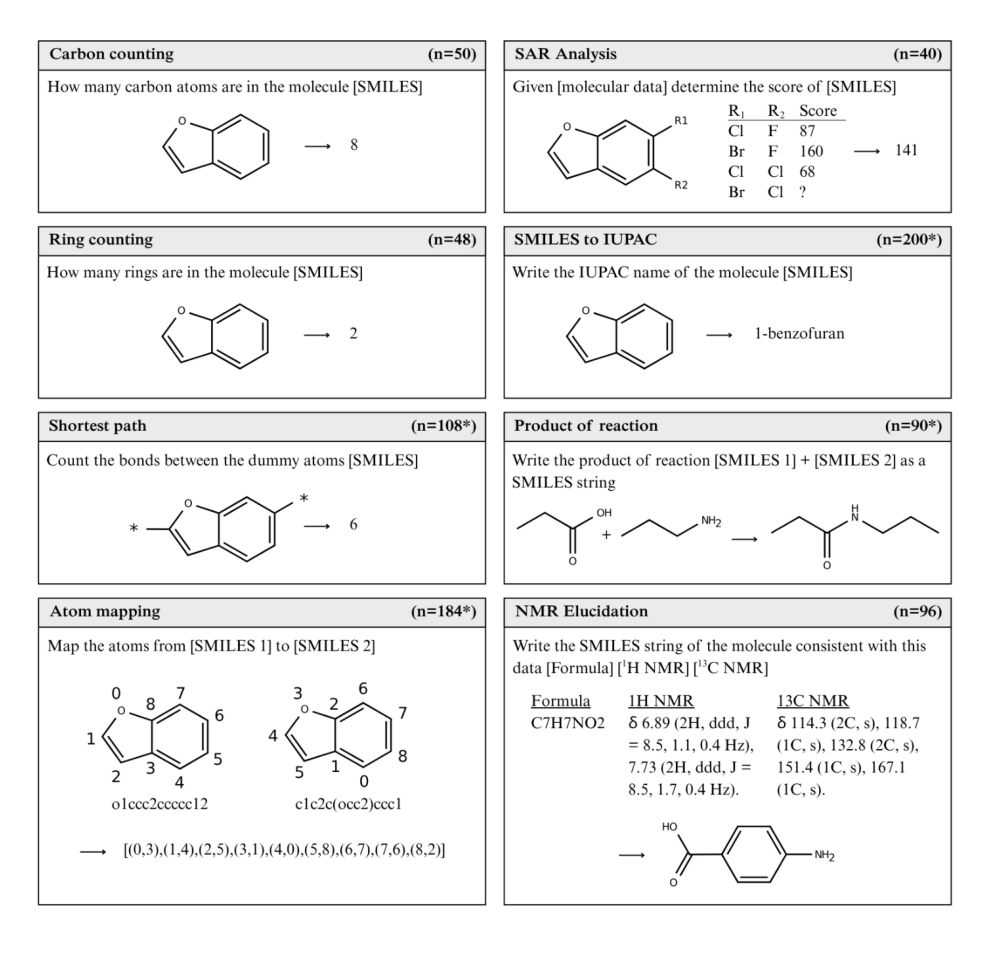 Carbon counting (n=50)
How many carbon atoms are in the molecule [SMILES]
O
8
SAR Analysis (n=40)
Given [molecular data] determine the score of [SMILES]
O
R1
R2
R₁ R₂ Score
Cl F 87
Br F 160
Cl Cl 68
Br Cl ?
→ 141
Ring counting (n=48)
How many rings are in the molecule [SMILES]
O
→ 2
SMILES to IUPAC (n=200*)
Write the IUPAC name of the molecule [SMILES]
O
→ 1-benzofuran
Shortest path (n=108*)
Count the bonds between the dummy atoms [SMILES]
* O *
→ 6
Product of reaction (n=90*)
Write the product of reaction [SMILES 1] + [SMILES 2] as a
SMILES string
OH
O
+
NH2
→
H
N
O
Atom mapping (n=184*)
Map the atoms from [SMILES 1] to [SMILES 2]
0 8 7
O 6
1
2 3 4 5
o1ccc2ccccc12
3 2 6
O 7
4
5 1 0 8
c1c2c(occ2)ccc1
→ [(0,3),(1,4),(2,5),(3,1),(4,0),(5,8),(6,7),(7,6),(8,2)]
NMR Elucidation (n=96)
Write the SMILES string of the molecule consistent with this
data [Formula] [¹H NMR] [¹³C NMR]
Formula 1H NMR 13C NMR
C7H7NO2 δ 6.89 (2H, ddd, J δ 114.3 (2C, s), 118.7
= 8.5, 1.1, 0.4 Hz), (1C, s), 132.8 (2C, s),
7.73 (2H, ddd, J = 151.4 (1C, s), 167.1
8.5, 1.7, 0.4 Hz). (1C, s).
→
HO
O
NH2